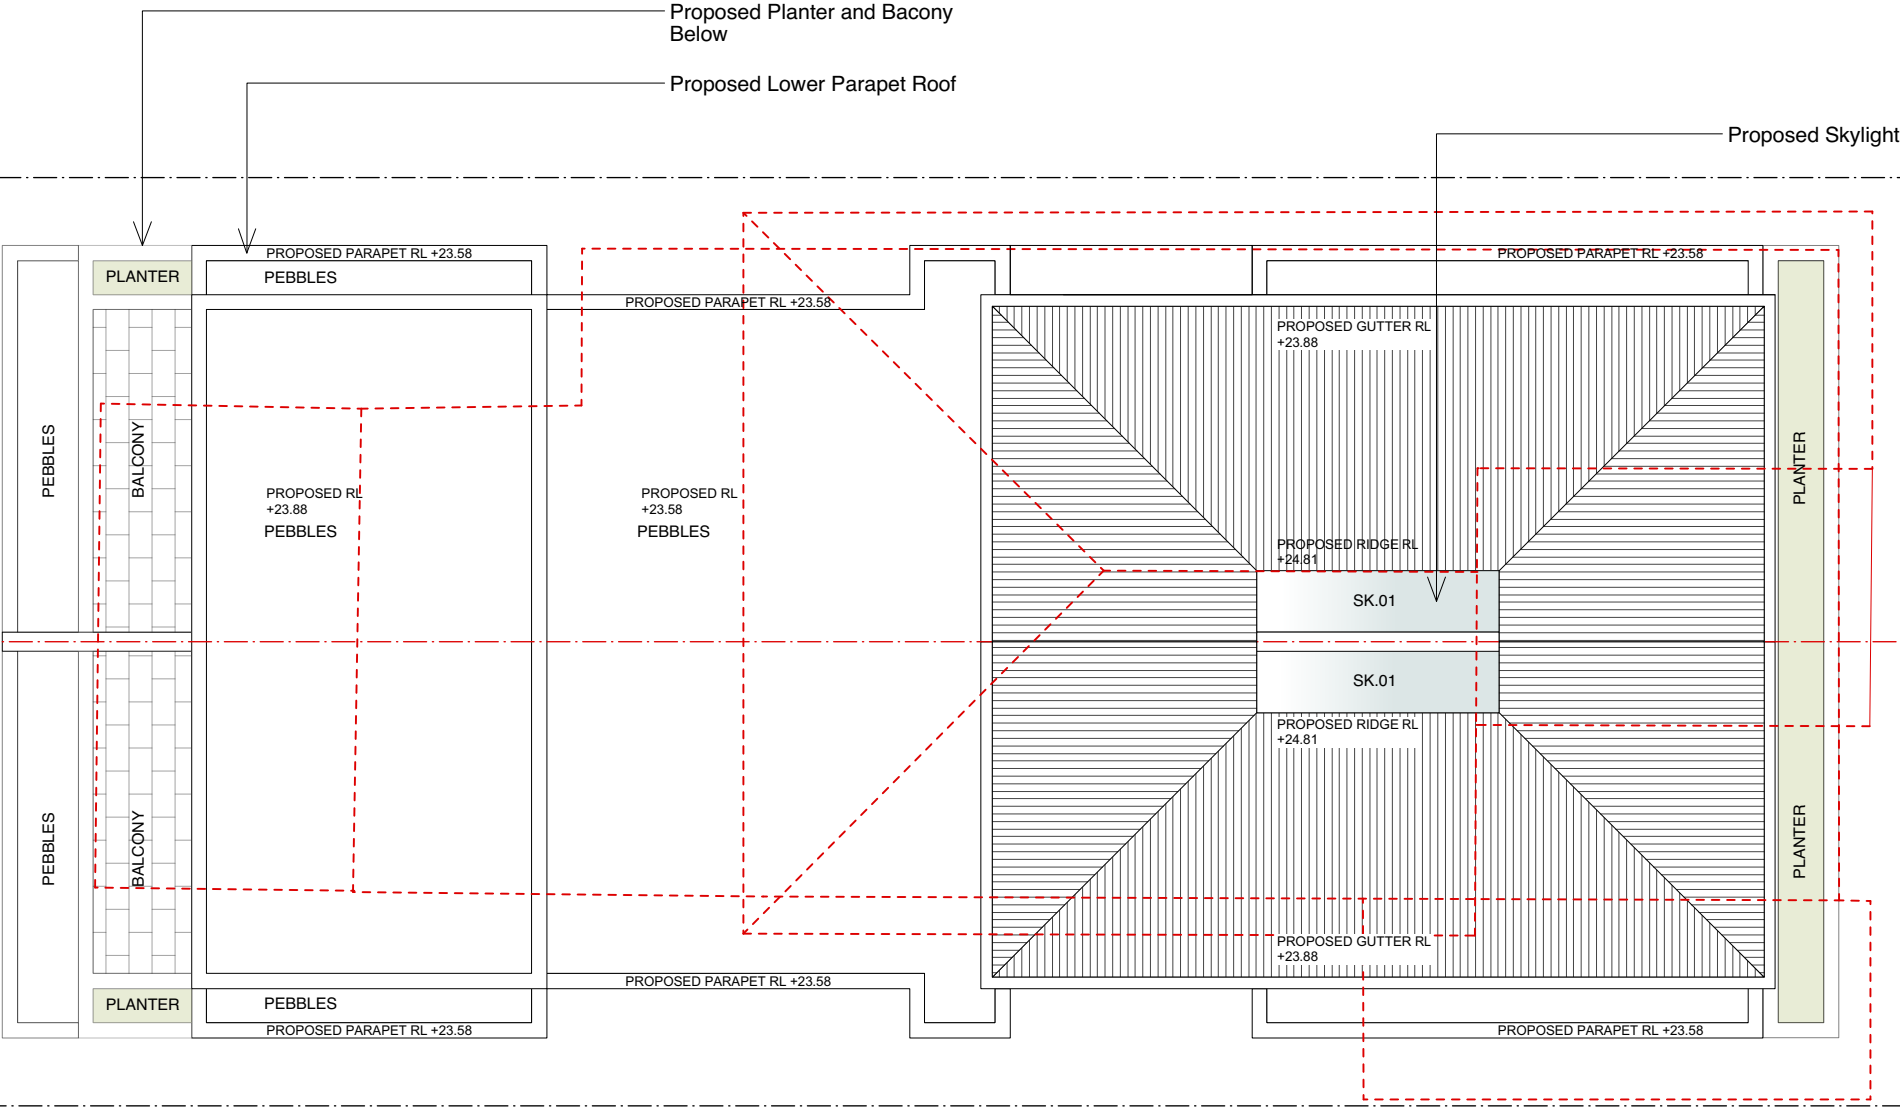 Proposed Planter and Bacony
Below
Proposed Lower Parapet Roof
Proposed Skylight
PROPOSED PARAPET RL +23.58
PROPOSED PARAPET RL +23.58
PLANTER
PEBBLES
PROPOSED PARAPET RL +23.58
PROPOSED GUTTER RL
+23.88
PEBBLES
BALCONY
PLANTER
PROPOSED RL
+23.88
PEBBLES
PROPOSED RL
+23.58
PEBBLES
PROPOSED RIDGE RL
+24.81
SK.01
SK.01
PROPOSED RIDGE RL
+24.81
PEBBLES
BALCONY
PLANTER
PROPOSED GUTTER RL
+23.88
PROPOSED PARAPET RL +23.58
PLANTER
PEBBLES
PROPOSED PARAPET RL +23.58
PROPOSED PARAPET RL +23.58